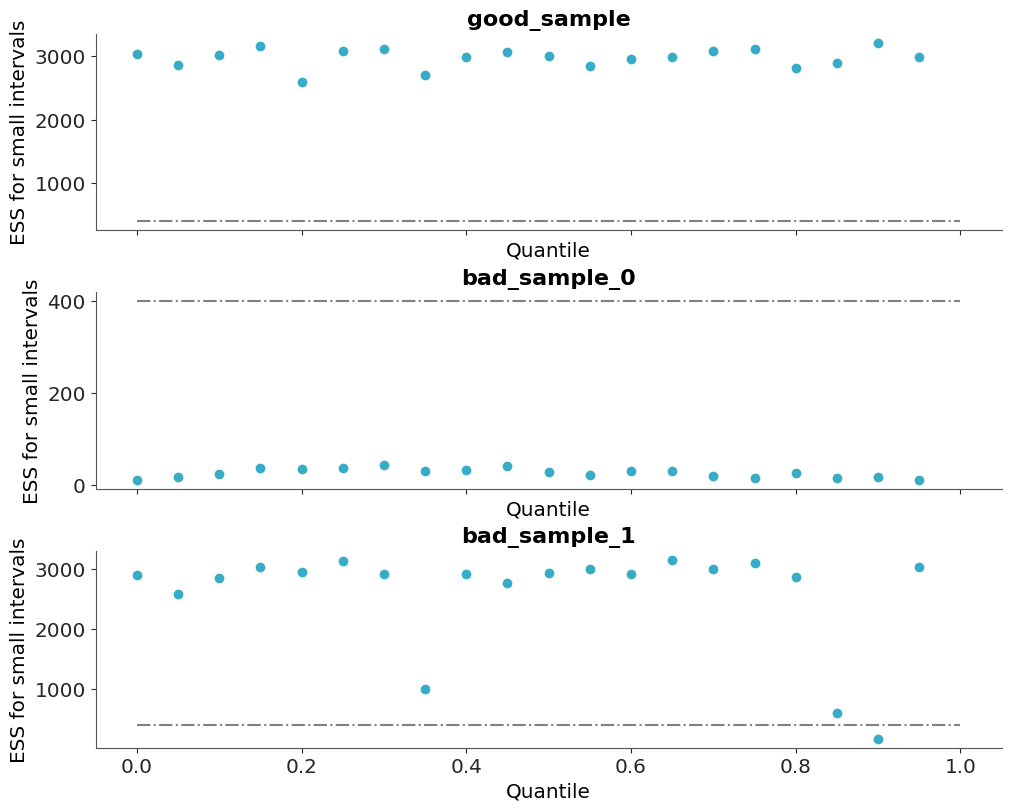 good_sample
ESS for small intervals
3000
2000
1000
Quantile
bad_sample_0
ESS for small intervals
400
200
0
Quantile
bad_sample_1
ESS for small intervals
3000
2000
1000
0.0 0.2 0.4 0.6 0.8 1.0
Quantile